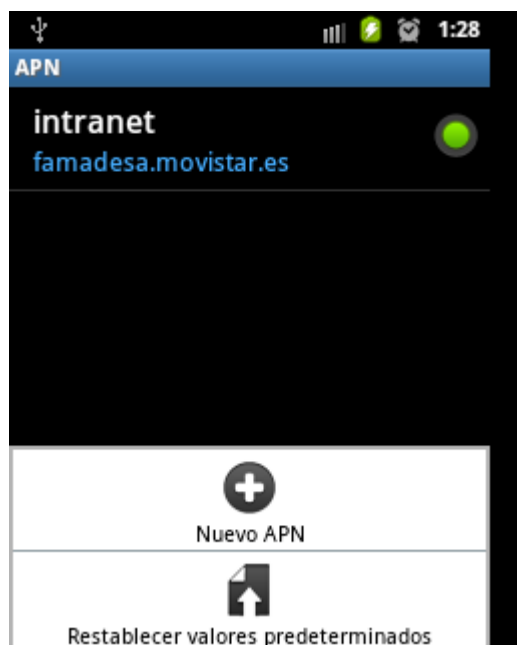 1:28
APN
intranet
famadesa.movistar.es
Nuevo APN
Restablecer valores predeterminados